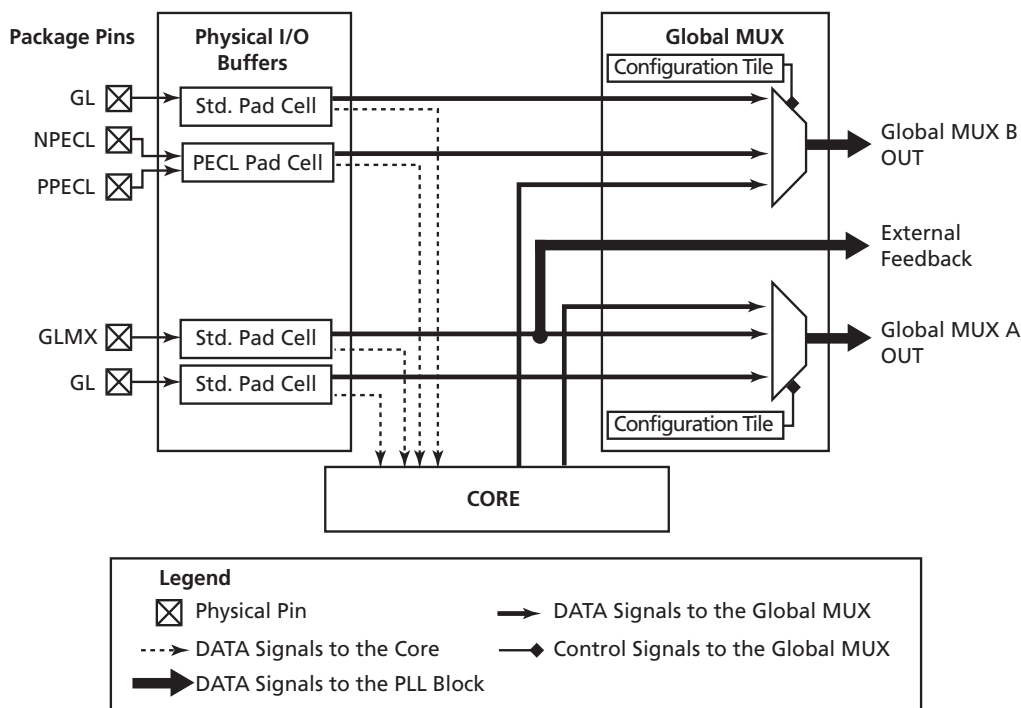 Package Pins
Physical I/O
Buffers
Global MUX
Configuration Tile
GL
Std. Pad Cell
NPECL
PECL Pad Cell
PPECL
Global MUX B
OUT
External
Feedback
GLMX
Std. Pad Cell
Global MUX A
OUT
GL
Std. Pad Cell
Configuration Tile
CORE
Legend
Physical Pin
DATA Signals to the Global MUX
DATA Signals to the Core
Control Signals to the Global MUX
DATA Signals to the PLL Block